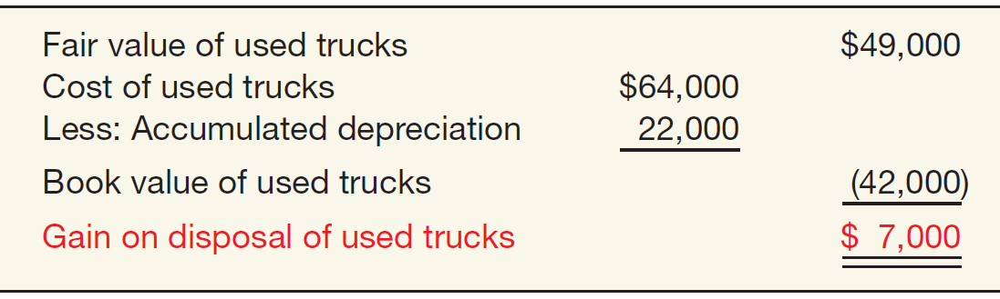 Fair value of used trucks $49,000
Cost of used trucks $64,000
Less: Accumulated depreciation 22,000
Book value of used trucks (42,000)
Gain on disposal of used trucks $ 7,000